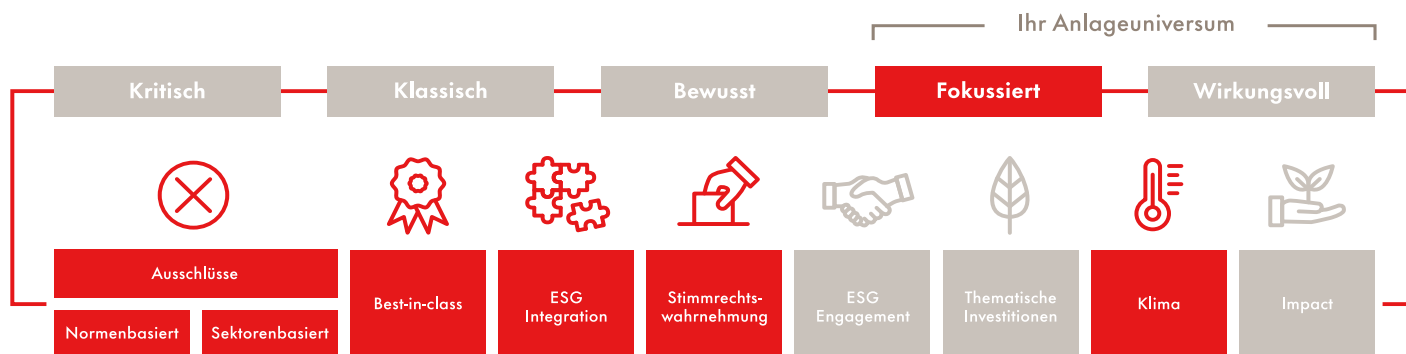 Ihr Anlageuniversum
Kritisch
Klassisch
Bewusst
Fokussiert
Wirkungsvoll
Ausschlüsse
Normenbasiert
Sektorenbasiert
Best-in-class
ESG
Integration
Stimmrechts-
wahrnehmung
ESG
Engagement
Thematische
Investitionen
Klima
Impact